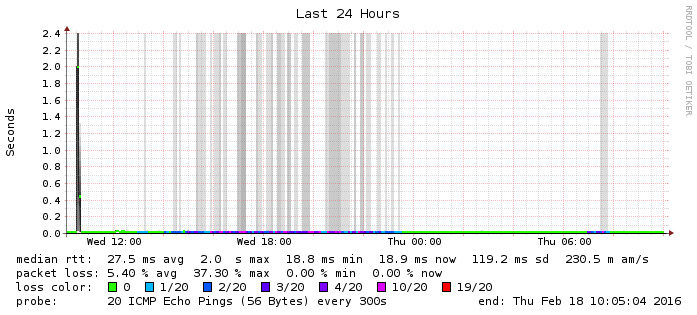 Last 24 Hours
RRDTOOL / TOBI OETIKER
Seconds
2.4
2.2
2.0
1.8
1.6
1.4
1.2
1.0
0.8
0.6
0.4
0.2
0.0
Wed 12:00 Wed 18:00 Thu 00:00 Thu 06:00
median rtt: 27.5 ms avg 2.0 s max 18.8 ms min 18.9 ms now 119.2 ms sd 230.5 m am/s
packet loss: 5.40 % avg 37.30 % max 0.00 % min 0.00 % now
loss color: 0 1/20 2/20 3/20 4/20 10/20 19/20
probe: 20 ICMP Echo Pings (56 Bytes) every 300s end: Thu Feb 18 10:05:04 2016